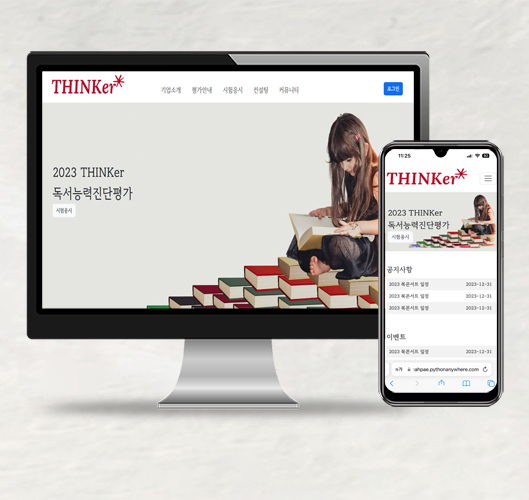 THINKer*
기업소개 평가안내 시험응시 컨설팅 커뮤니티
로그인
2023 THINKer
독서능력진단평가
시험응시
11:25
THINKer*
2023 THINKer
독서능력진단평가
시험응시
공지사항
2023 북콘서트 일정 2023-12-31
2023 북콘서트 일정 2023-12-31
2023 북콘서트 일정 2023-12-31
이벤트
2023 북콘서트 일정 2023-12-31
가가 ahpae.pythonanywhere.com